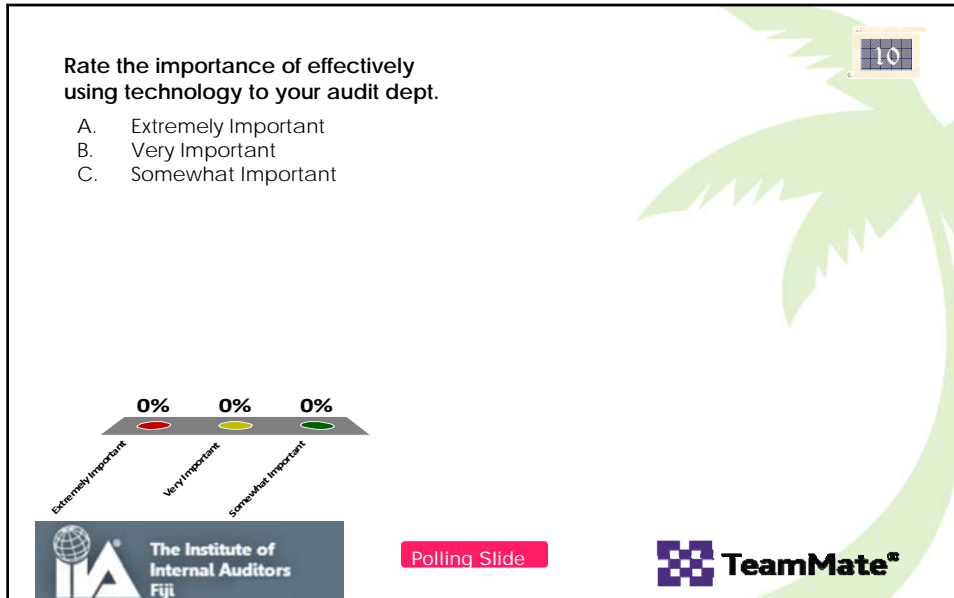 10
Rate the importance of effectively
using technology to your audit dept.
A. Extremely Important
B. Very Important
C. Somewhat Important
0% 0% 0%
Extremely Important
Very Important
Somewhat Important
IIA®
The Institute of
Internal Auditors
Fiji
Polling Slide
TeamMate®